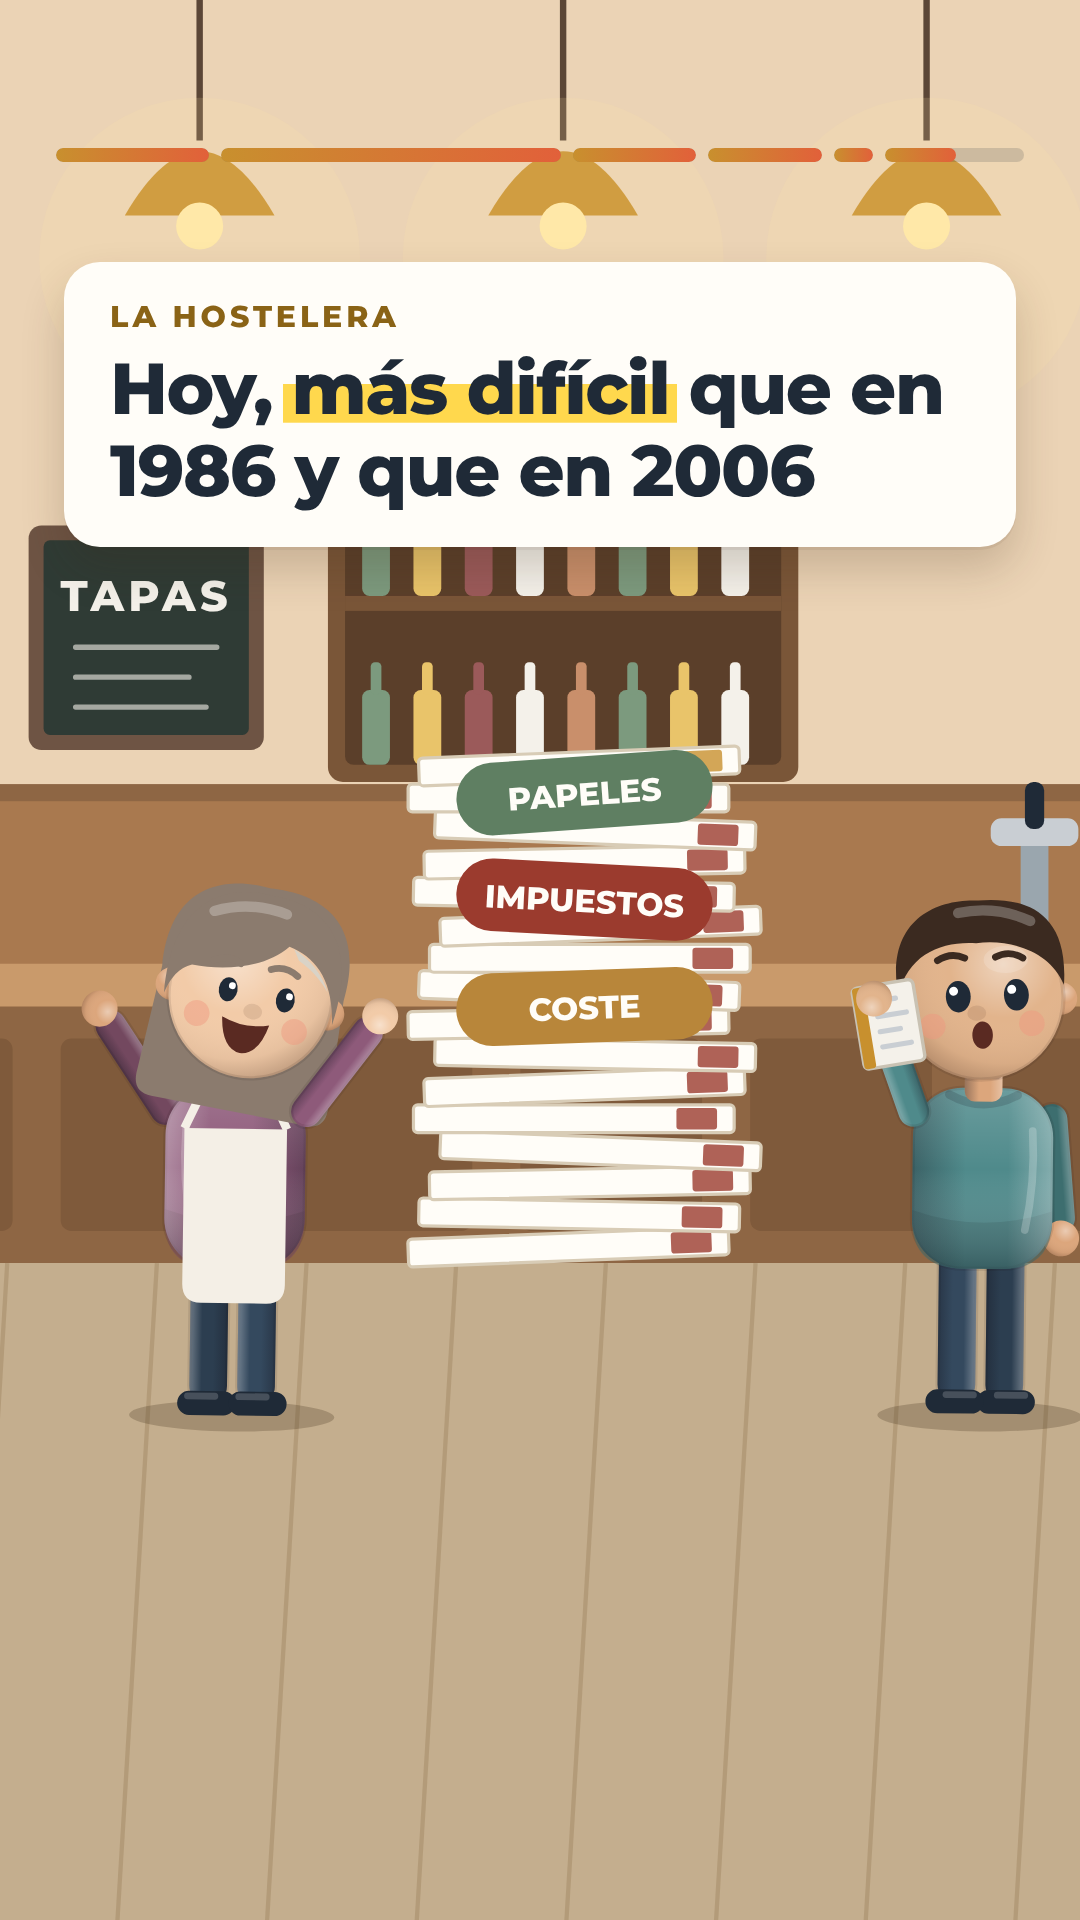 LA HOSTELERA
Hoy, más difícil que en
1986 y que en 2006
TAPAS
PAPELES
IMPUESTOS
COSTE